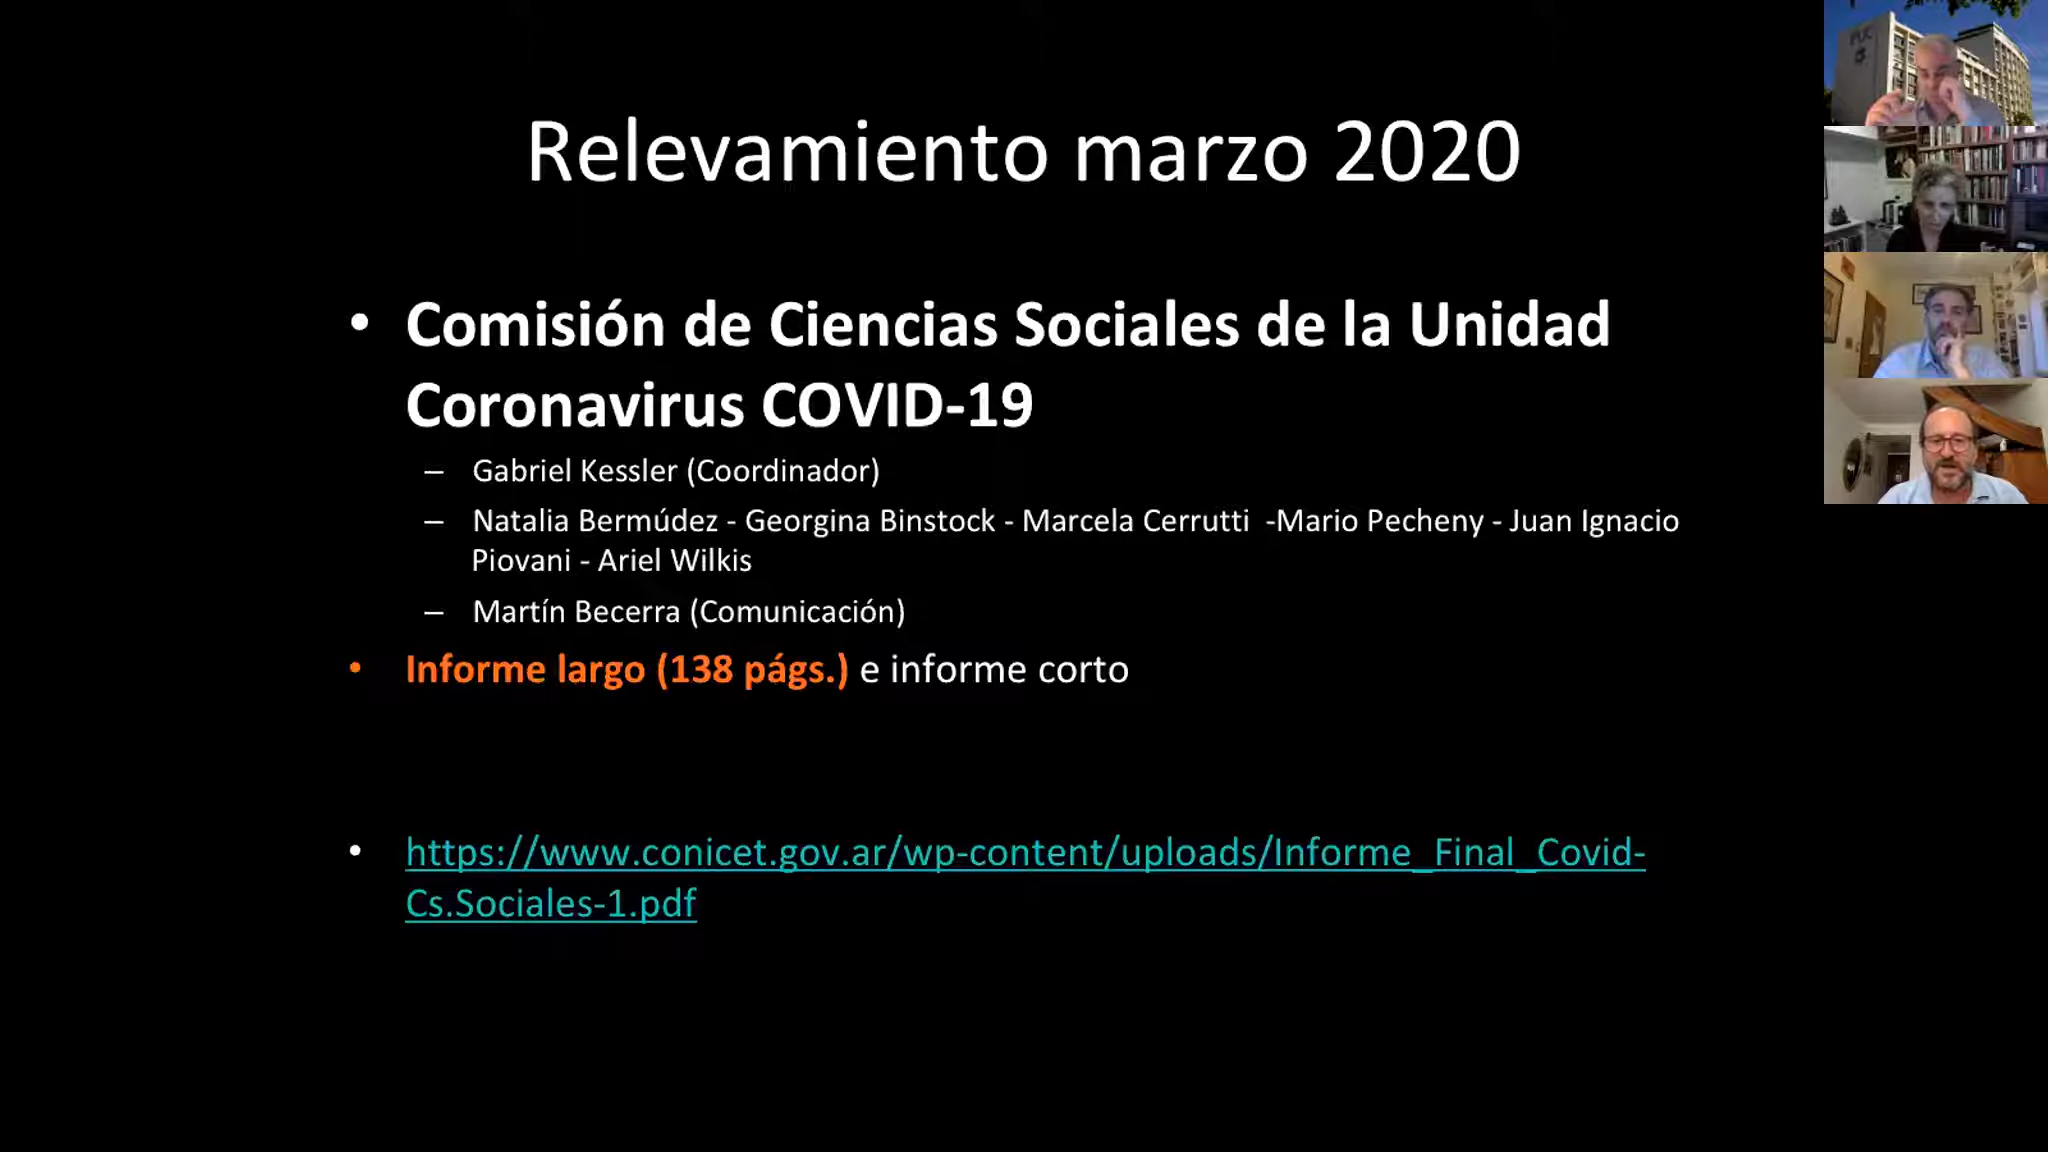 Relevamiento marzo 2020
• Comisión de Ciencias Sociales de la Unidad
Coronavirus COVID-19
– Gabriel Kessler (Coordinador)
– Natalia Bermúdez - Georgina Binstock - Marcela Cerrutti -Mario Pecheny - Juan Ignacio
Piovani - Ariel Wilkis
– Martín Becerra (Comunicación)
• Informe largo (138 págs.) e informe corto
• https://www.conicet.gov.ar/wp-content/uploads/Informe_Final_Covid-
Cs.Sociales-1.pdf